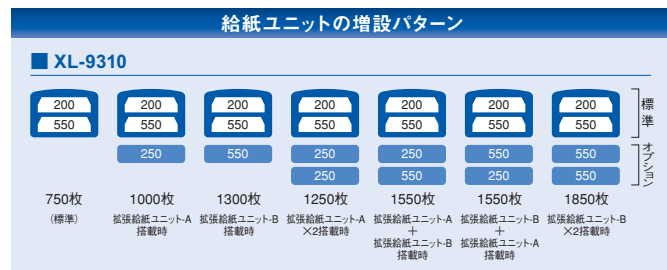 給紙ユニットの増設パターン
■ XL-9310
200 200 200 200 200 200 200
550 550 550 550 550 550 550
標準
250 550 250 250 550 550
250 550 250 550
オプション
750枚 1000枚 1300枚 1250枚 1550枚 1550枚 1850枚
(標準) 拡張給紙ユニット-A 拡張給紙ユニット-B 拡張給紙ユニット-A 拡張給紙ユニット-A 拡張給紙ユニット-B 拡張給紙ユニット-B
搭載時 搭載時 ×2搭載時 + + ×2搭載時
拡張給紙ユニット-B 拡張給紙ユニット-A
搭載時 搭載時